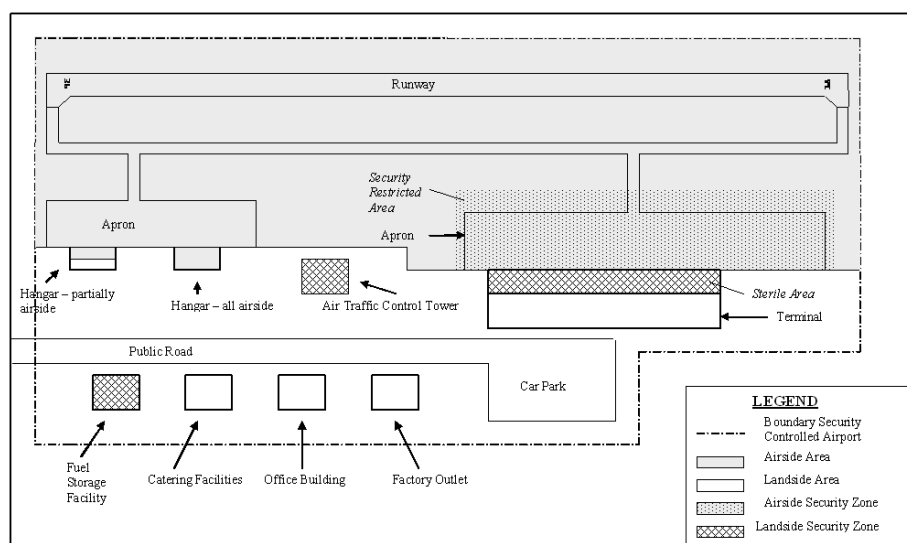 Runway
Security
Restricted
Area
Apron
Apron
Hangar – partially
airside
Hangar – all airside
Air Traffic Control Tower
Sterile Area
Terminal
Public Road
Car Park
Fuel
Storage
Facility
Catering Facilities
Office Building
Factory Outlet
LEGEND
Boundary Security
Controlled Airport
Airside Area
Landside Area
Airside Security Zone
Landside Security Zone